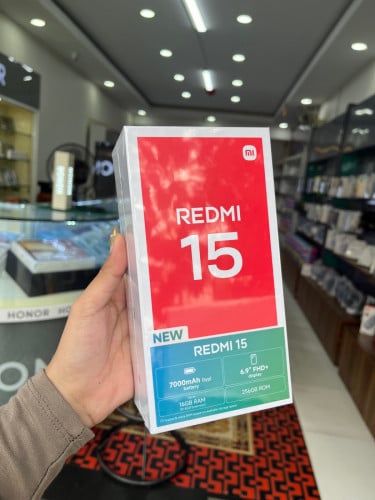 mi
REDMI
15
NEW
REDMI 15
7000mAh (typ)
battery
6.9" FHD+
display
16GB RAM
256GB ROM
HONOR